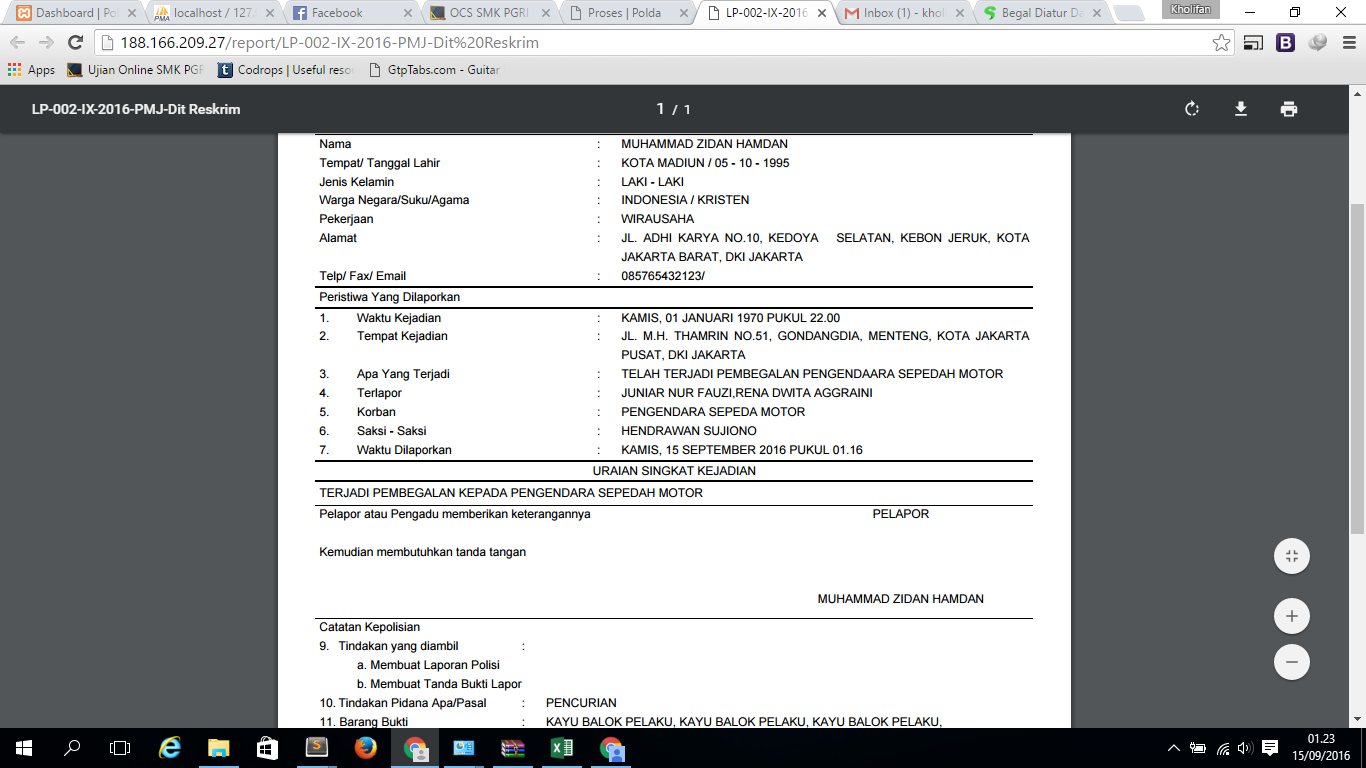 Dashboard | Pol
localhost / 127.
Facebook
OCS SMK PGRI
Proses | Polda
LP-002-IX-2016
Inbox (1) - khol
Begal Diatur Da
Kholifan
188.166.209.27/report/LP-002-IX-2016-PMJ-Dit%20Reskrim
Apps
Ujian Online SMK PGR
Codrops | Useful reso
GtpTabs.com - Guitar
LP-002-IX-2016-PMJ-Dit Reskrim
1 / 1
Nama : MUHAMMAD ZIDAN HAMDAN
Tempat/ Tanggal Lahir : KOTA MADIUN / 05 - 10 - 1995
Jenis Kelamin : LAKI - LAKI
Warga Negara/Suku/Agama : INDONESIA / KRISTEN
Pekerjaan : WIRAUSAHA
Alamat : JL. ADHI KARYA NO.10, KEDOYA SELATAN, KEBON JERUK, KOTA
JAKARTA BARAT, DKI JAKARTA
Telp/ Fax/ Email : 085765432123/
Peristiwa Yang Dilaporkan
1. Waktu Kejadian : KAMIS, 01 JANUARI 1970 PUKUL 22.00
2. Tempat Kejadian : JL. M.H. THAMRIN NO.51, GONDANGDIA, MENTENG, KOTA JAKARTA
PUSAT, DKI JAKARTA
3. Apa Yang Terjadi : TELAH TERJADI PEMBEGALAN PENGENDAARA SEPEDAH MOTOR
4. Terlapor : JUNIAR NUR FAUZI,RENA DWITA AGGRAINI
5. Korban : PENGENDARA SEPEDA MOTOR
6. Saksi - Saksi : HENDRAWAN SUJIONO
7. Waktu Dilaporkan : KAMIS, 15 SEPTEMBER 2016 PUKUL 01.16
URAIAN SINGKAT KEJADIAN
TERJADI PEMBEGALAN KEPADA PENGENDARA SEPEDAH MOTOR
Pelapor atau Pengadu memberikan keterangannya PELAPOR
Kemudian membutuhkan tanda tangan
MUHAMMAD ZIDAN HAMDAN
Catatan Kepolisian
9. Tindakan yang diambil :
a. Membuat Laporan Polisi
b. Membuat Tanda Bukti Lapor
10. Tindakan Pidana Apa/Pasal : PENCURIAN
11. Barang Bukti : KAYU BALOK PELAKU, KAYU BALOK PELAKU, KAYU BALOK PELAKU,
01.23
15/09/2016